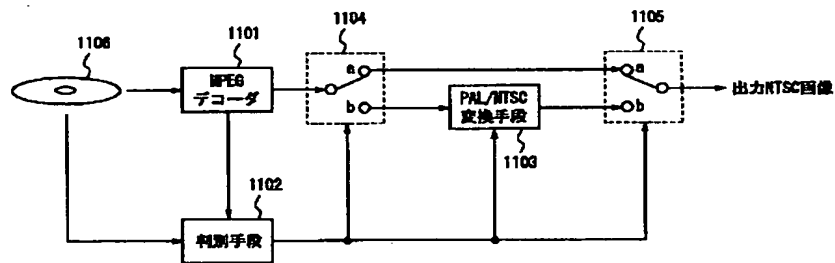 1106
1101
MPEG
デコーダ
1104
a
b
PAL/NTSC
変換手段
1103
1105
a
b
出力NTSC画像
1102
判別手段